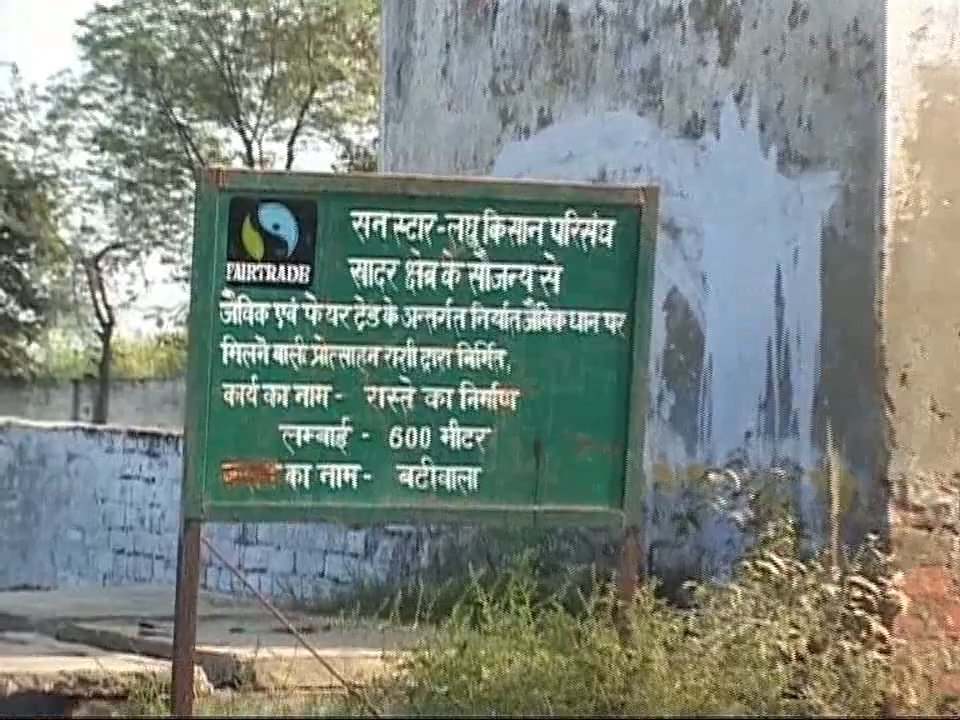 FAIRTRADE
सन स्टार-लघु किसान परिसंघ
खादर क्षेत्र के सौजन्य से
जैविक एवं फेयर ट्रेड के अन्तर्गत निर्यात जैविक धान पर
मिलने वाली प्रोत्साहन राशी द्वारा निर्मित.
कार्य का नाम - रास्ते का निर्माण
लम्बाई - 600 मीटर
का नाम - बटीवाला